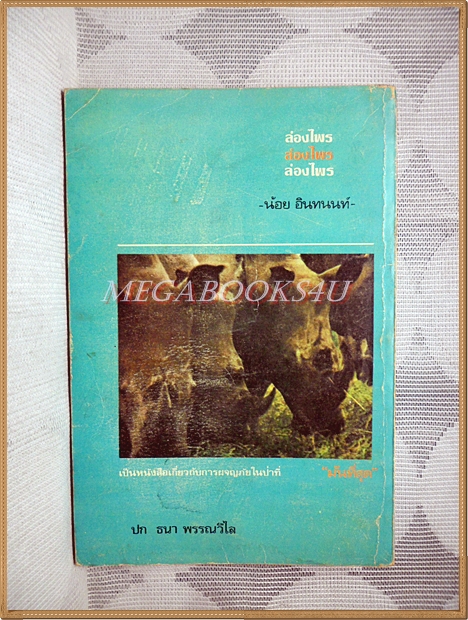 ล่องไพร
ล่องไพร
ล่องไพร
-น้อย อินทนนท์-
MEGABOOKS4U
เป็นหนังสือเกี่ยวกับการผจญภัยในป่าที่
ปก ธนา พรรณวิไล